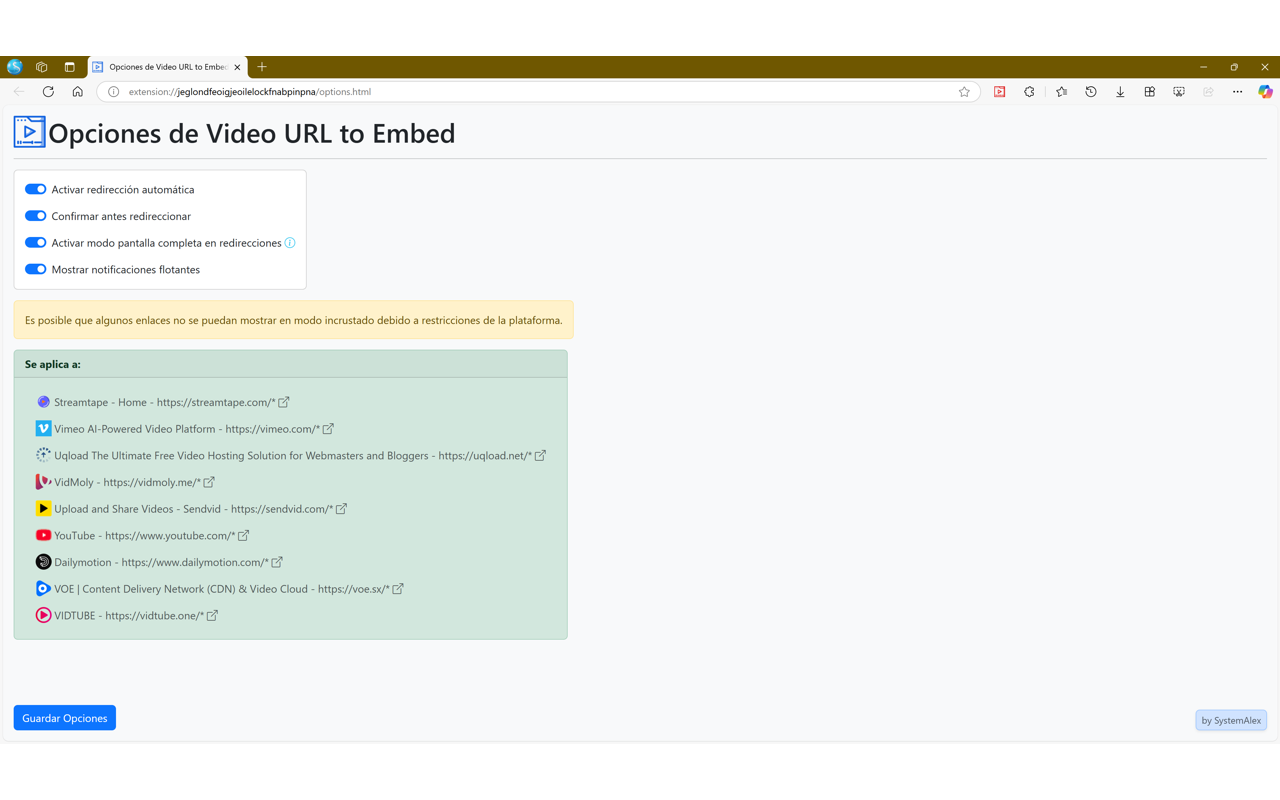 Opciones de Video URL to Embed
extension://jeglondfeoigjeoilelockfnabpinpna/options.html
Opciones de Video URL to Embed
Activar redirección automática
Confirmar antes redireccionar
Activar modo pantalla completa en redirecciones
Mostrar notificaciones flotantes
Es posible que algunos enlaces no se puedan mostrar en modo incrustado debido a restricciones de la plataforma.
Se aplica a:
Streamtape - Home - https://streamtape.com/*
Vimeo AI-Powered Video Platform - https://vimeo.com/*
Uqload The Ultimate Free Video Hosting Solution for Webmasters and Bloggers - https://uqload.net/*
VidMoly - https://vidmoly.me/*
Upload and Share Videos - Sendvid - https://sendvid.com/*
YouTube - https://www.youtube.com/*
Dailymotion - https://www.dailymotion.com/*
VOE | Content Delivery Network (CDN) & Video Cloud - https://voe.sx/*
VIDTUBE - https://vidtube.one/*
Guardar Opciones
by SystemAlex